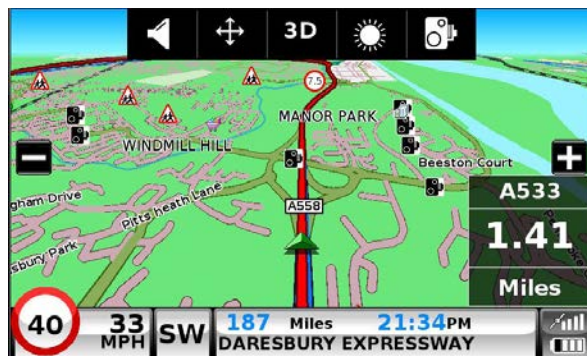 3D
7.5
MANOR PARK
WINDMILL HILL
Beeston Court
gham Drive
Pitts heath Lane
A558
sbury Park
A533
1.41
Miles
40
33
MPH
SW
187 Miles 21:34PM
DARESBURY EXPRESSWAY